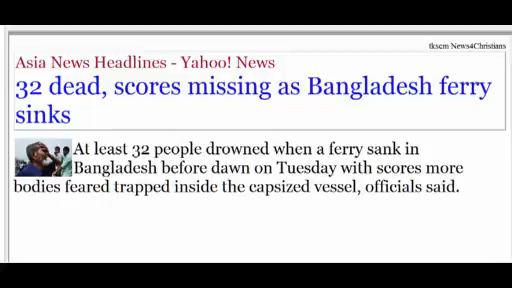 tkscm News4Christians
Asia News Headlines - Yahoo! News
32 dead, scores missing as Bangladesh ferry
sinks
At least 32 people drowned when a ferry sank in
Bangladesh before dawn on Tuesday with scores more
bodies feared trapped inside the capsized vessel, officials said.